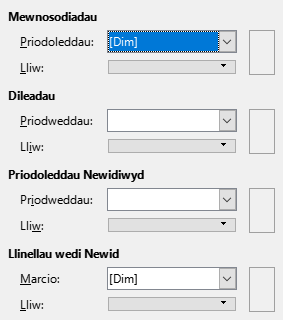 Mewnosodiadau
Priodoleddau: [Dim]
Lliw:
Dileadau
Priodweddau:
Lliw:
Priodoleddau Newidiwyd
Priodweddau:
Lliw:
Llinellau wedi Newid
Marcio: [Dim]
Lliw: